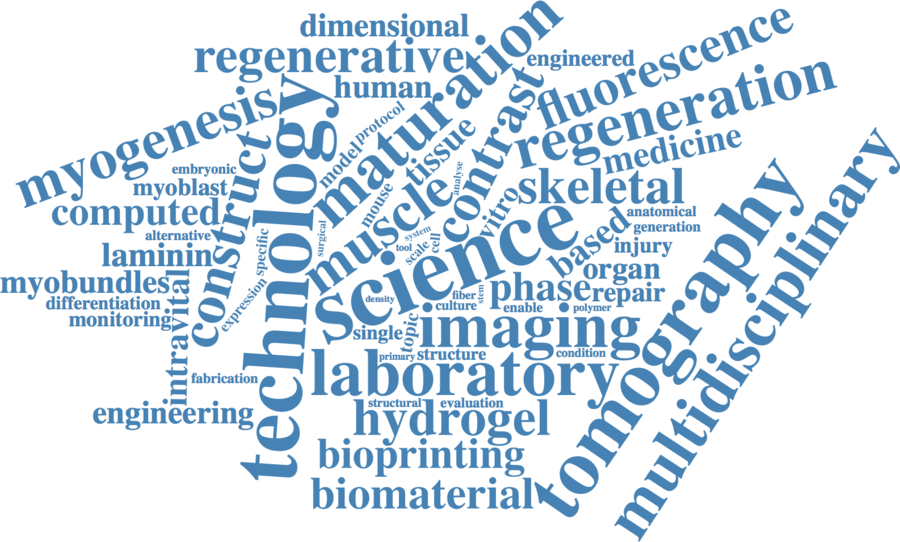 dimensional
regenerative
human
engineered
fluorescence
regeneration
medicine
maturation
contrast
myogenesis
technology
construct
protocol
model
tissue
mouse
muscle
analyse
embryonic
myoblast
computed
alternative
laminin
myobundles
differentiation
monitoring
intravital
specific
expression
surgical
science
system
tool
scale
cell
vitro
skeletal
based
anatomical
generation
injury
organ
phase
repair
density
fiber
stem
culture
enable
polymer
single
topic
imaging
primary
structure
condition
fabrication
laboratory
engineering
structural
evaluation
hydrogel
bioprinting
biomaterial
tomography
multidisciplinary